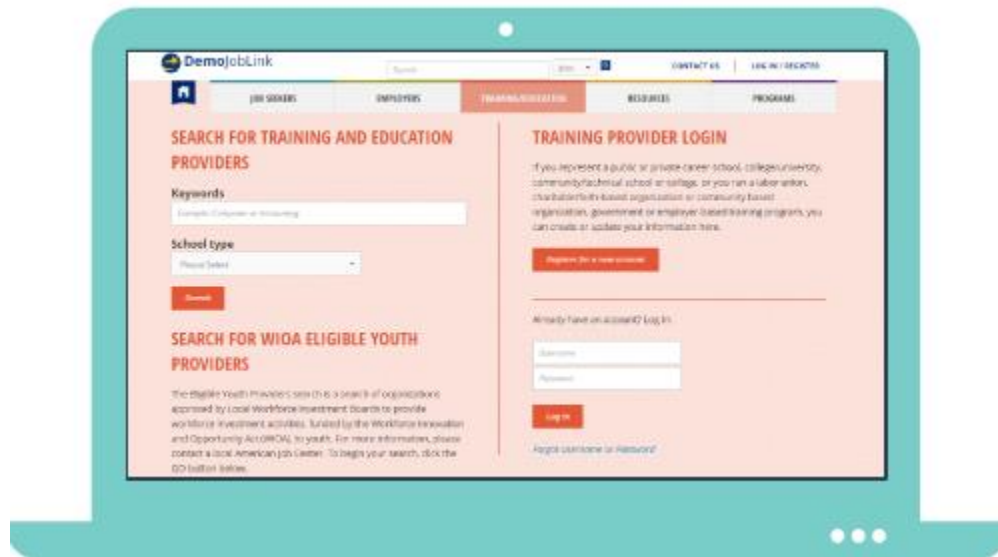 DemoJobLink
Search
CONTACT US
LOG IN / REGISTER
JOB SEEKERS
EMPLOYERS
TRAINING/EDUCATION
RESOURCES
PROGRAMS
SEARCH FOR TRAINING AND EDUCATION
PROVIDERS
Keywords
Example: Computer or Accounting
School type
Please Select
Search
SEARCH FOR WIOA ELIGIBLE YOUTH
PROVIDERS
The Eligible Youth Providers search is a search of organizations
approved by Local Workforce Investment Boards to provide
workforce investment activities, funded by the Workforce Innovation
and Opportunity Act (WIOA), to youth. For more information, please
contact a local American Job Center. To begin your search, click the
GO button below.
TRAINING PROVIDER LOGIN
If you represent a public or private career school, college/university,
community/technical school or college, or you run a labor union,
charitable/faith-based organization or community based
organization, government or employer-based training program, you
can create or update your information here.
Register for a new account
Already have an account? Log In
Username
Password
Log In
Forgot Username or Password?